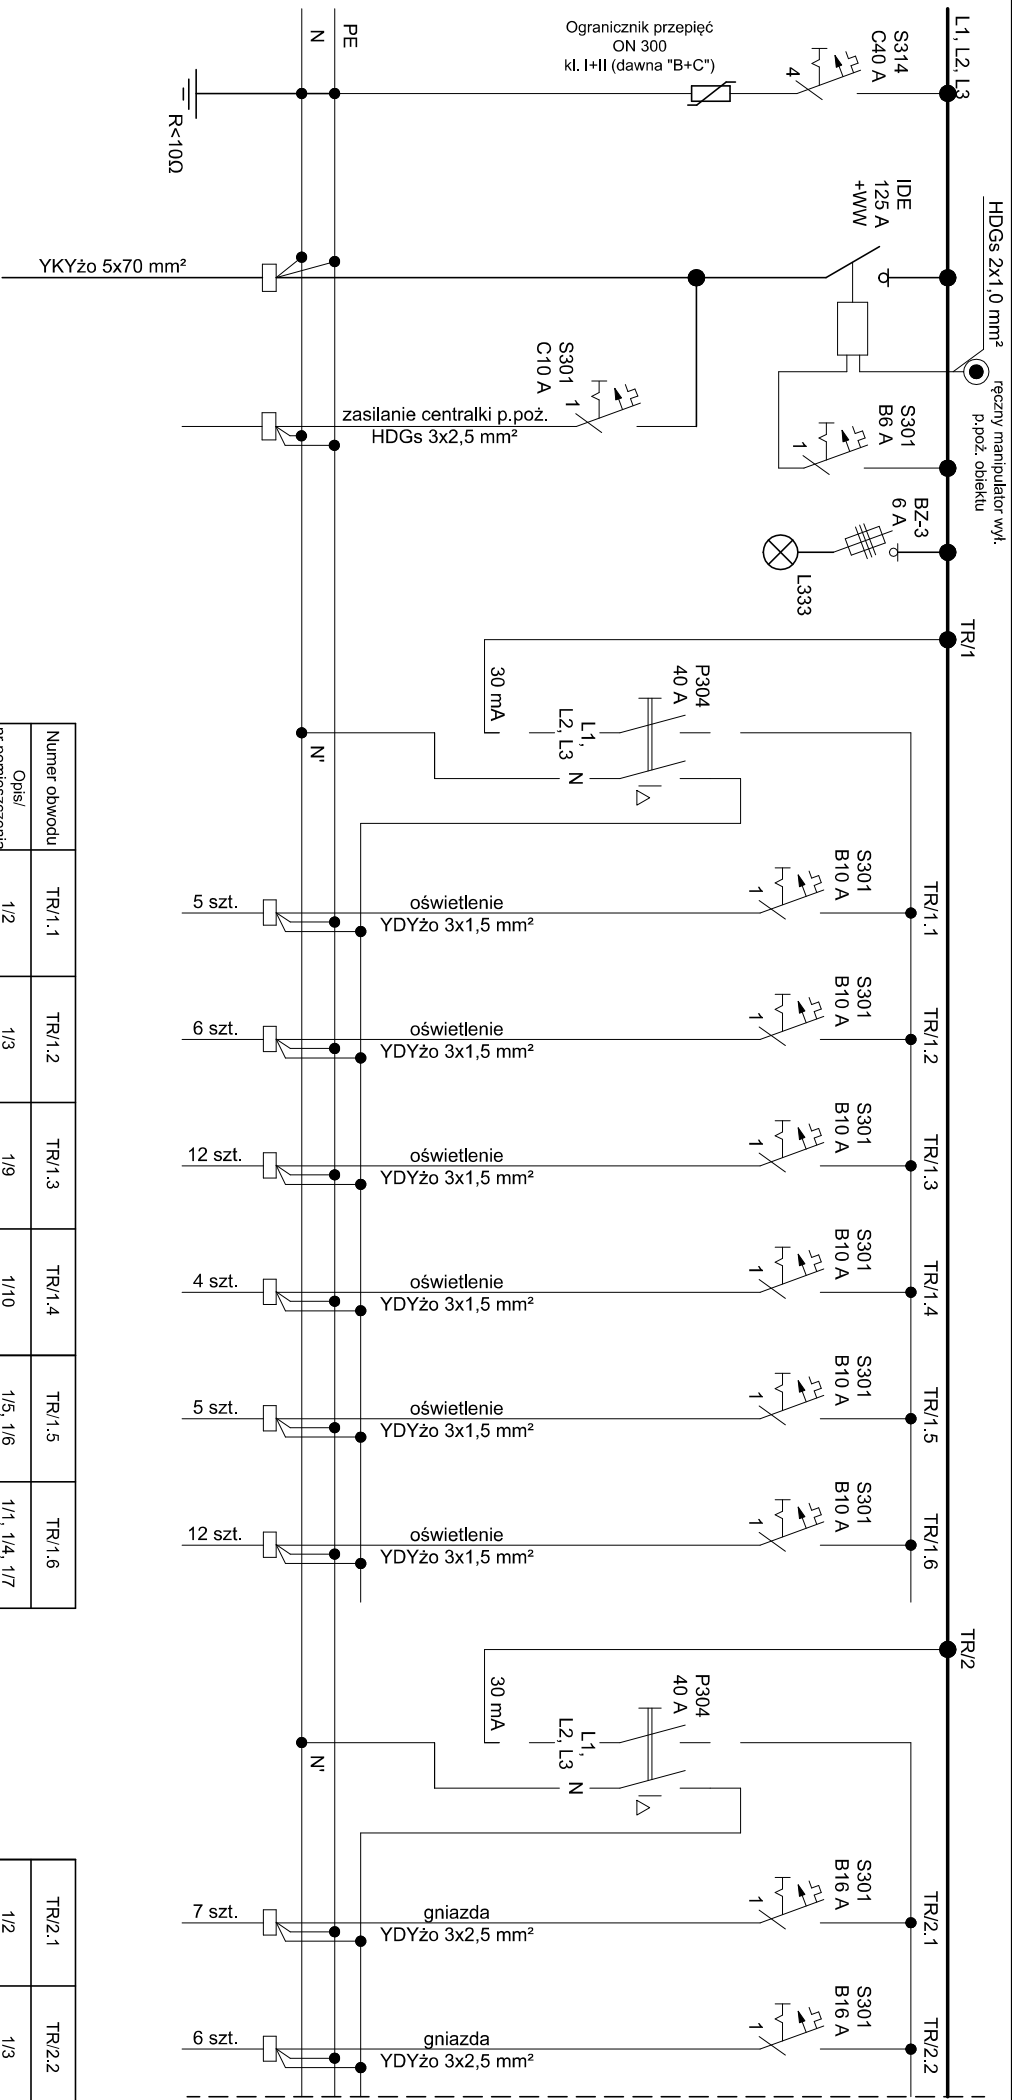 L1, L2, L3
S314
C40 A
4
Ogranicznik przepięć
ON 300
kl. I+II (dawna "B+C")
PE
N
R<10Ω
HDGs 2x1,0 mm²
ręczny manipulator wył.
p.poż. obiektu
IDE
125 A
+WW
YKYżo 5x70 mm²
S301
C10 A
1
zasilanie centralki p.poż.
HDGs 3x2,5 mm²
S301
B6 A
1
BZ-3
6 A
L333
TR/1
P304
40 A
30 mA
L1,
L2, L3
N
N'
TR/1.1
S301
B10 A
1
oświetlenie
YDYżo 3x1,5 mm²
5 szt.
TR/1.2
S301
B10 A
1
oświetlenie
YDYżo 3x1,5 mm²
6 szt.
TR/1.3
S301
B10 A
1
oświetlenie
YDYżo 3x1,5 mm²
12 szt.
TR/1.4
S301
B10 A
1
oświetlenie
YDYżo 3x1,5 mm²
4 szt.
TR/1.5
S301
B10 A
1
oświetlenie
YDYżo 3x1,5 mm²
5 szt.
TR/1.6
S301
B10 A
1
oświetlenie
YDYżo 3x1,5 mm²
12 szt.
TR/2
P304
40 A
30 mA
L1,
L2, L3
N
N'
TR/2.1
S301
B16 A
1
gniazda
YDYżo 3x2,5 mm²
7 szt.
TR/2.2
S301
B16 A
1
gniazda
YDYżo 3x2,5 mm²
6 szt.
Numer obwodu TR/1.1 TR/1.2 TR/1.3 TR/1.4 TR/1.5 TR/1.6 TR/2.1 TR/2.2
Opis/
nr pomieszczenia 1/2 1/3 1/9 1/10 1/5, 1/6 1/1, 1/4, 1/7 1/2 1/3